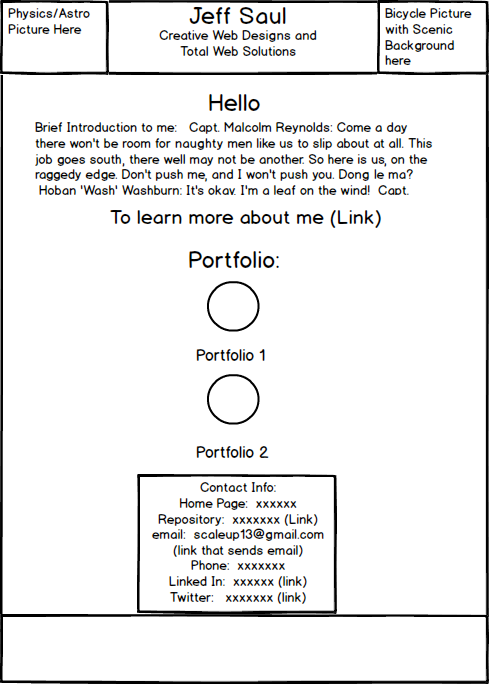 Physics/Astro
Picture Here
Jeff Saul
Creative Web Designs and
Total Web Solutions
Bicycle Picture
with Scenic
Background
here
Hello
Brief Introduction to me: Capt. Malcolm Reynolds: Come a day
there won't be room for naughty men like us to slip about at all. This
job goes south, there well may not be another. So here is us, on the
raggedy edge. Don't push me, and I won't push you. Dong le ma?
Hoban 'Wash' Washburn: It's okay. I'm a leaf on the wind! Capt.
To learn more about me (Link)
Portfolio:
Portfolio 1
Portfolio 2
Contact Info:
Home Page: xxxxxx
Repository: xxxxxxx (Link)
email: scaleup13@gmail.com
(link that sends email)
Phone: xxxxxxx
Linked In: xxxxxx (link)
Twitter: xxxxxxx (link)